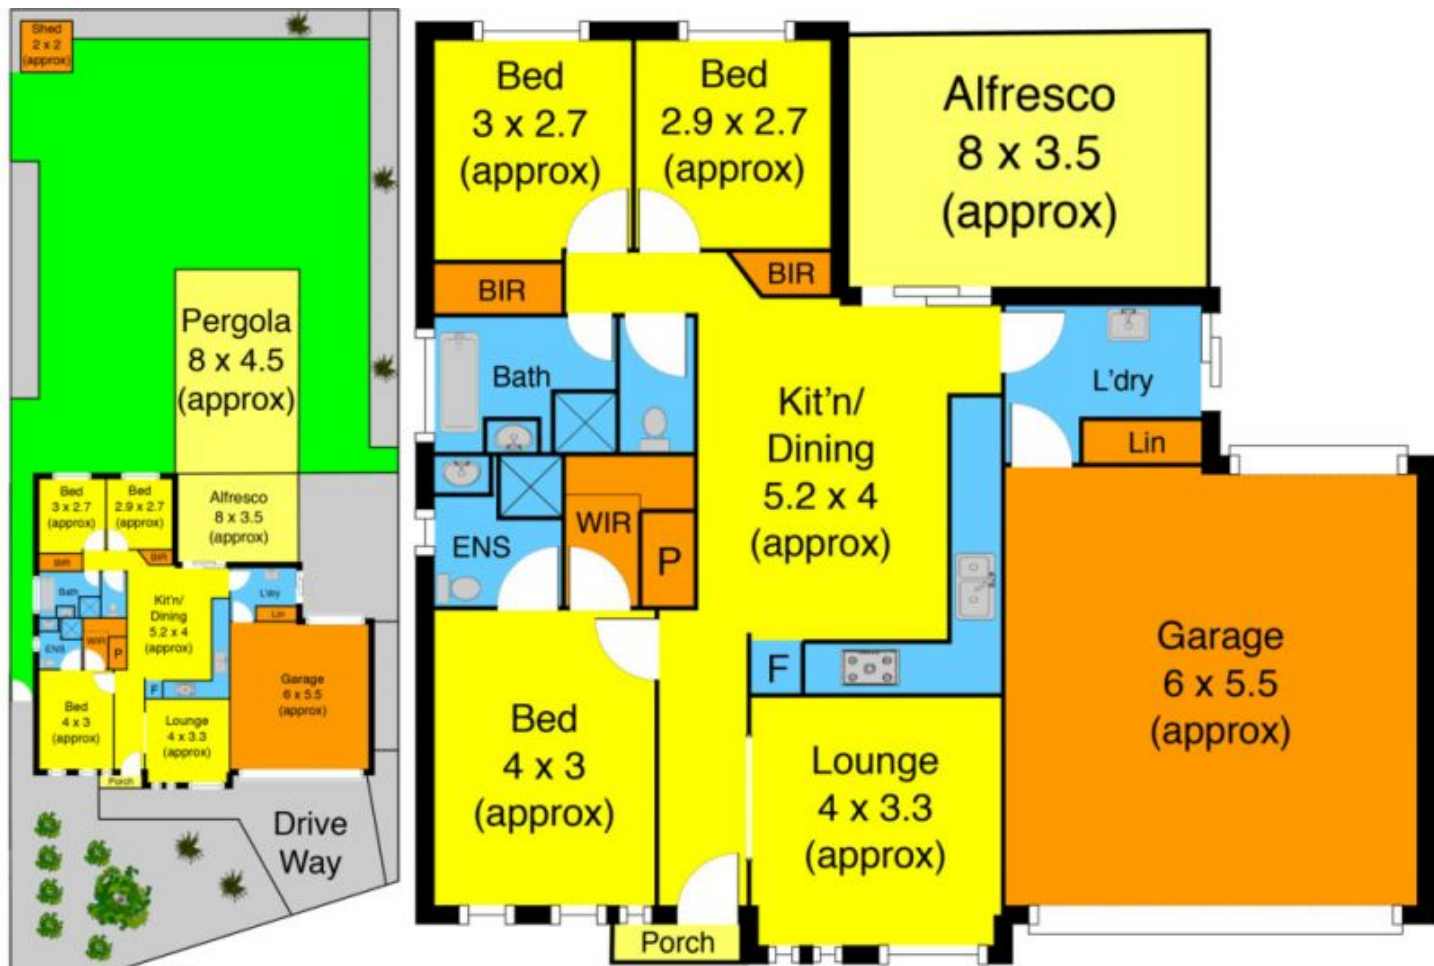 Shed
2 x 2
(approx)
Pergola
8 x 4.5
(approx)
Bed
3 x 2.7
(approx)
Bed
2.9 x 2.7
(approx)
Alfresco
8 x 3.5
(approx)
BIR
BIR
Bath
Kit'n/
Dining
5.2 x 4
(approx)
L'dry
Lin
ENS
WIR
P
F
Bed
4 x 3
(approx)
Lounge
4 x 3.3
(approx)
Garage
6 x 5.5
(approx)
Porch
Drive
Way
Bed
3 x 2.7
(approx)
Bed
2.9 x 2.7
(approx)
Alfresco
8 x 3.5
(approx)
BIR
BIR
Bath
Kit'n/
Dining
5.2 x 4
(approx)
L'dry
Lin
ENS
WIR
P
F
Bed
4 x 3
(approx)
Lounge
4 x 3.3
(approx)
Garage
6 x 5.5
(approx)
Porch